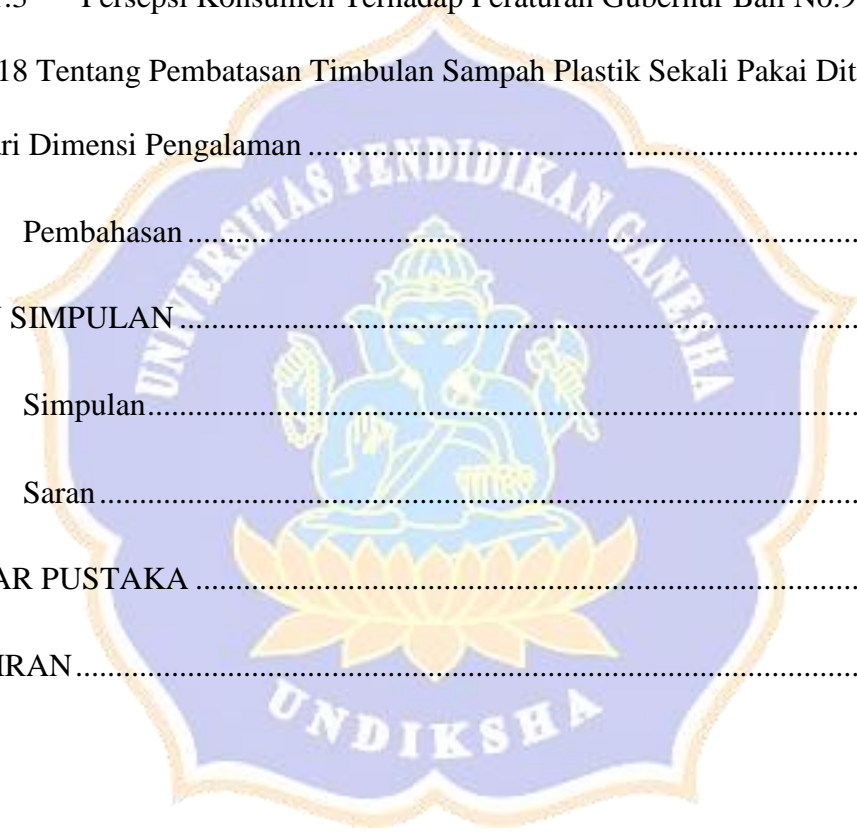 .3 Persepsi Konsumen Terhadap Peraturan Gubernur Bali No.9
18 Tentang Pembatasan Timbulan Sampah Plastik Sekali Pakai Dit
ri Dimensi Pengalaman ..........................................................................
Pembahasan ..........................................................................................
SIMPULAN ............................................................................................
Simpulan................................................................................................
Saran .....................................................................................................
AR PUSTAKA ........................................................................................
IRAN ......................................................................................................
UNIVERSITAS PENDIDIKAN GANESHA
UNDIKSHA